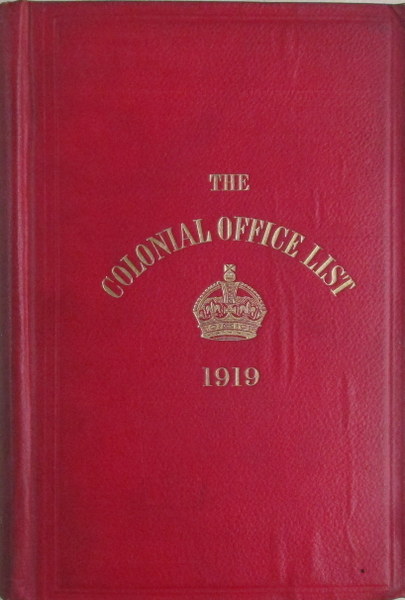 THE
COLONIAL OFFICE LIST
1919